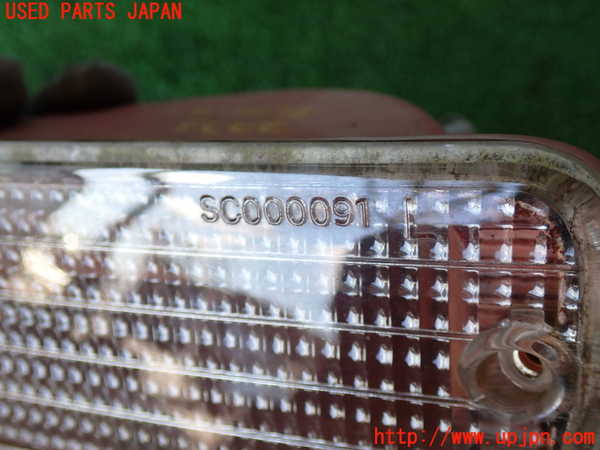 USED PARTS JAPAN
SC000091 L
http://www.upjpn.com